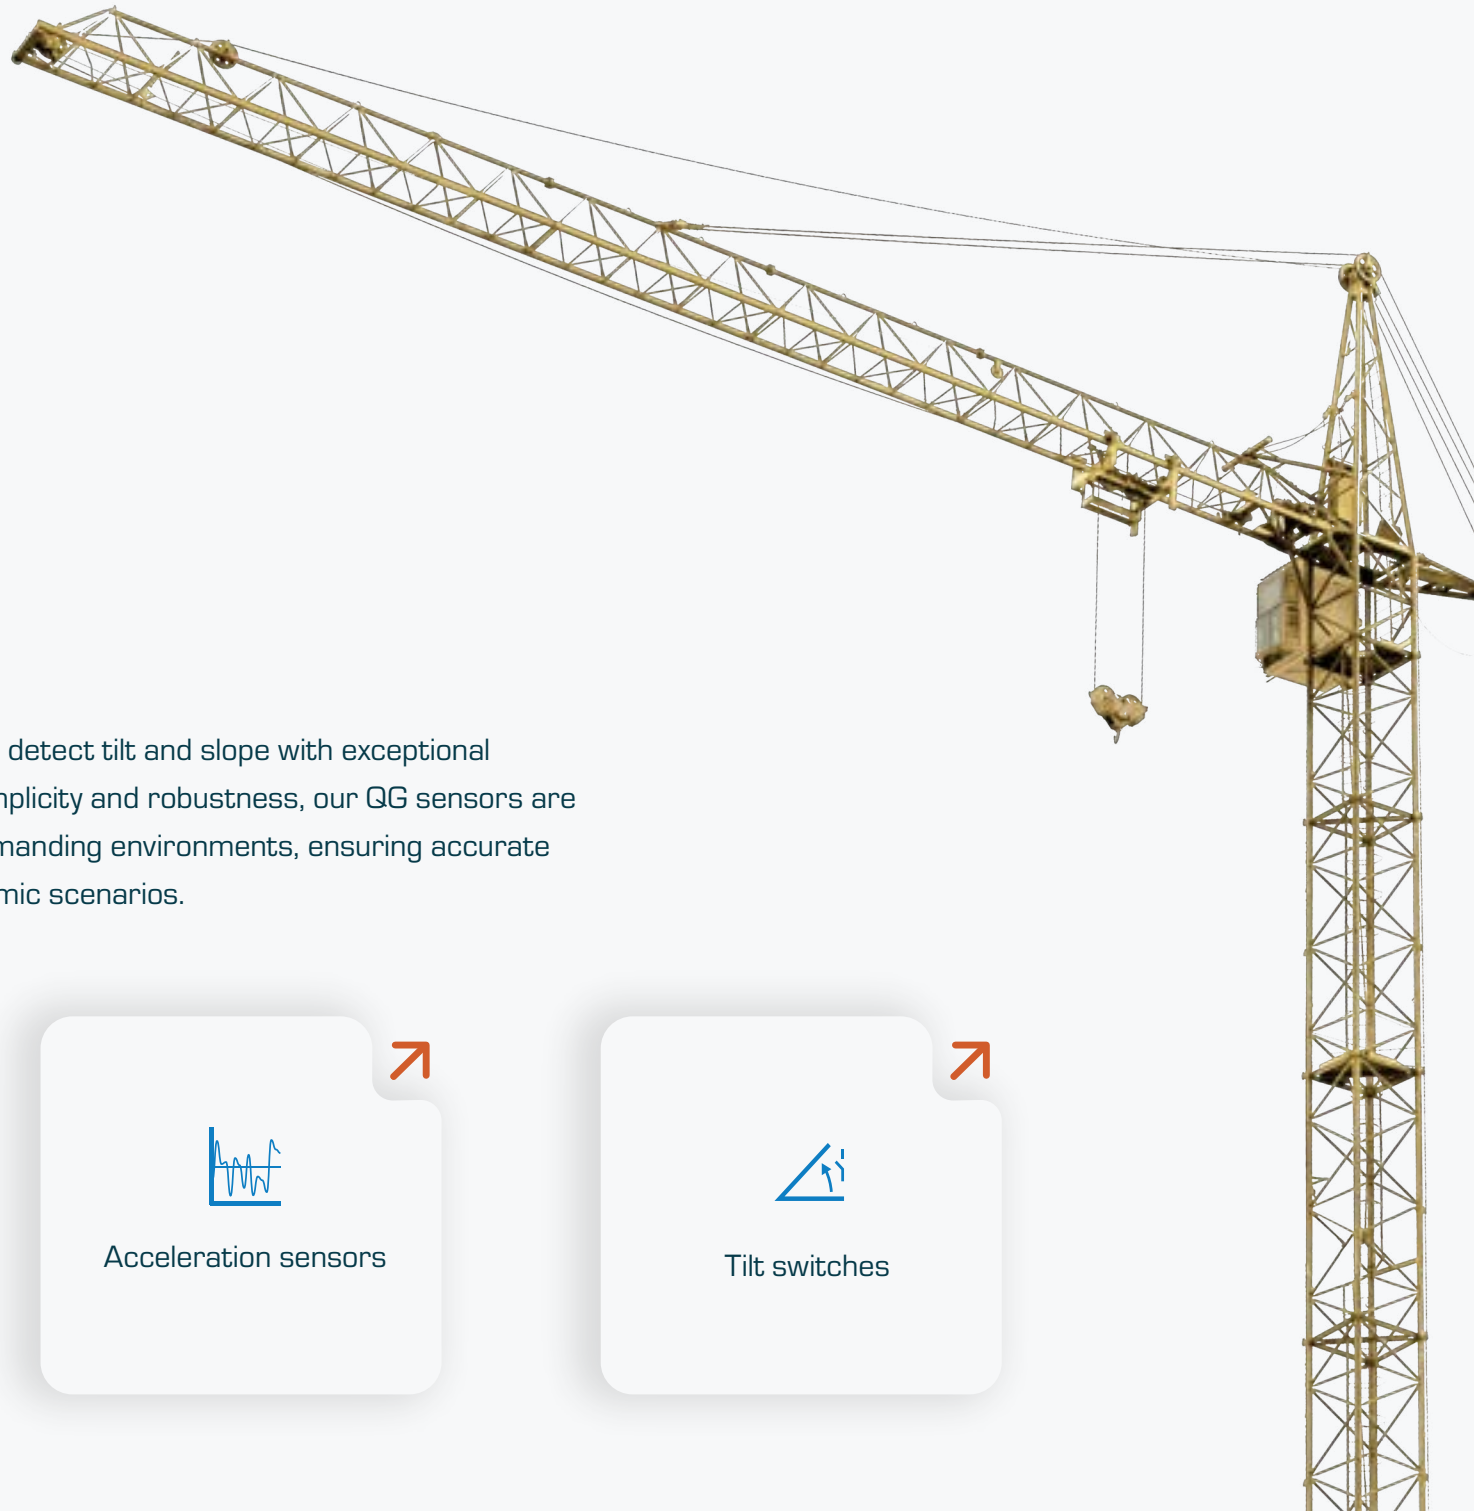 detect tilt and slope with exceptional
nplicity and robustness, our QG sensors are
manding environments, ensuring accurate
mic scenarios.
Acceleration sensors
Tilt switches